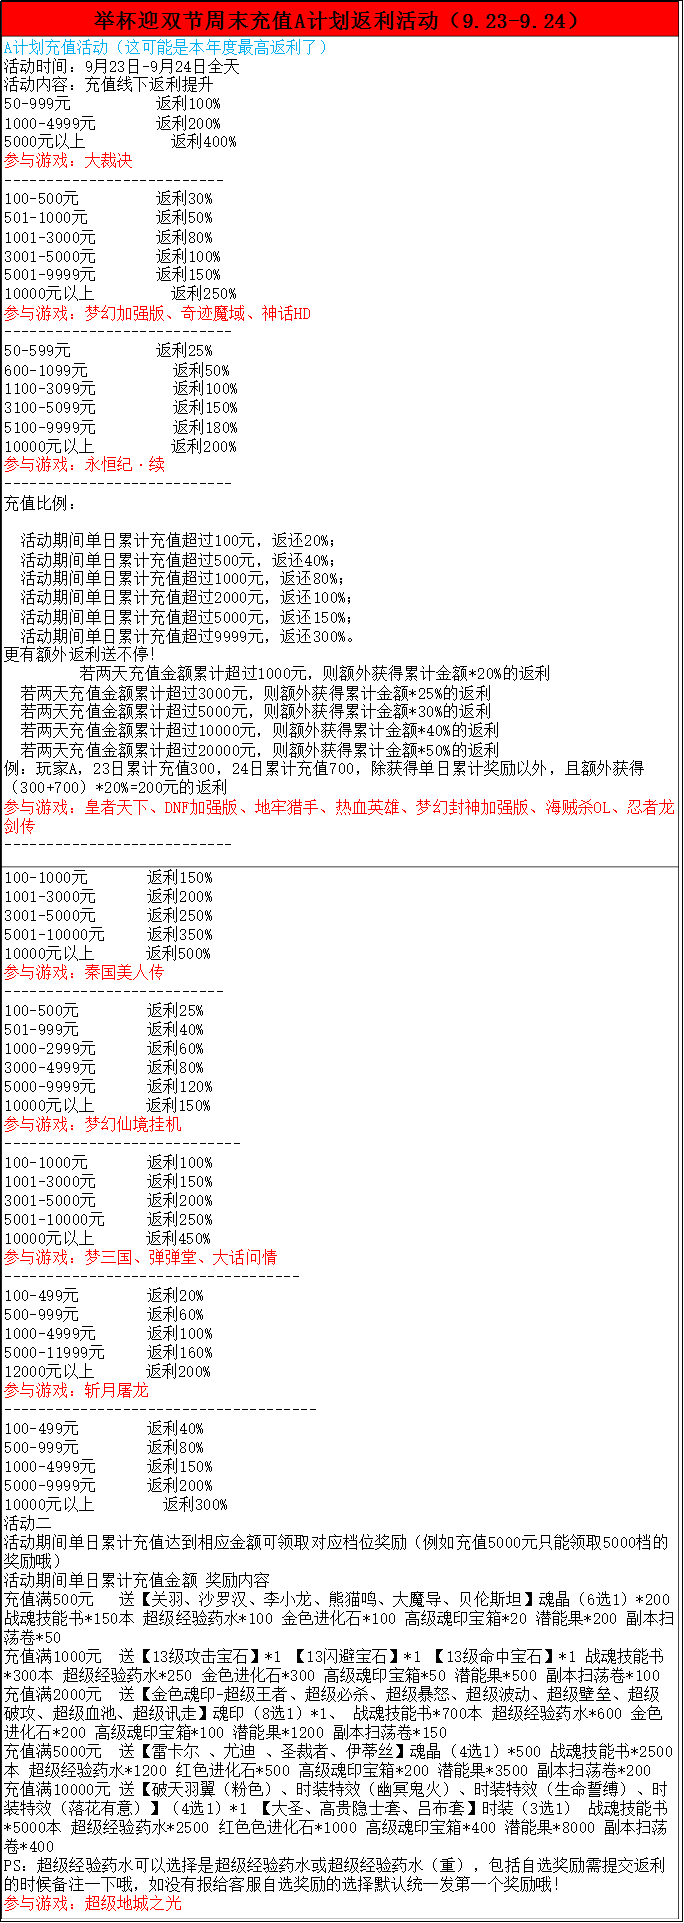 举杯迎双节周末充值A计划返利活动（9.23-9.24）
A计划充值活动（这可能是本年度最高返利了）
活动时间：9月23日-9月24日全天
活动内容：充值线下返利提升
50-999元 返利100%
1000-4999元 返利200%
5000元以上 返利400%
参与游戏：大裁决
--------------------------
100-500元 返利30%
501-1000元 返利50%
1001-3000元 返利80%
3001-5000元 返利100%
5001-9999元 返利150%
10000元以上 返利250%
参与游戏：梦幻加强版、奇迹魔域、神话HD
---------------------------
50-599元 返利25%
600-1099元 返利50%
1100-3099元 返利100%
3100-5099元 返利150%
5100-9999元 返利180%
10000元以上 返利200%
参与游戏：永恒纪·续
---------------------------
充值比例：
活动期间单日累计充值超过100元，返还20%；
活动期间单日累计充值超过500元，返还40%；
活动期间单日累计充值超过1000元，返还80%；
活动期间单日累计充值超过2000元，返还100%；
活动期间单日累计充值超过5000元，返还150%；
活动期间单日累计充值超过9999元，返还300%。
更有额外返利送不停！
若两天充值金额累计超过1000元，则额外获得累计金额*20%的返利
若两天充值金额累计超过3000元，则额外获得累计金额*25%的返利
若两天充值金额累计超过5000元，则额外获得累计金额*30%的返利
若两天充值金额累计超过10000元，则额外获得累计金额*40%的返利
若两天充值金额累计超过20000元，则额外获得累计金额*50%的返利
例：玩家A，23日累计充值300，24日累计充值700，除获得单日累计奖励以外，且额外获得
（300+700）*20%=200元的返利
参与游戏：皇者天下、DNF加强版、地牢猎手、热血英雄、梦幻封神加强版、海贼杀OL、忍者龙
剑传
---------------------------
100-1000元 返利150%
1001-3000元 返利200%
3001-5000元 返利250%
5001-10000元 返利350%
10000元以上 返利500%
参与游戏：秦国美人传
--------------------------
100-500元 返利25%
501-999元 返利40%
1000-2999元 返利60%
3000-4999元 返利80%
5000-9999元 返利120%
10000元以上 返利150%
参与游戏：梦幻仙境挂机
----------------------------
100-1000元 返利100%
1001-3000元 返利150%
3001-5000元 返利200%
5001-10000元 返利250%
10000元以上 返利450%
参与游戏：梦三国、弹弹堂、大话问情
-----------------------------------
100-499元 返利20%
500-999元 返利60%
1000-4999元 返利100%
5000-11999元 返利160%
12000元以上 返利200%
参与游戏：斩月屠龙
-------------------------------------
100-499元 返利40%
500-999元 返利80%
1000-4999元 返利150%
5000-9999元 返利200%
10000元以上 返利300%
活动二
活动期间单日累计充值达到相应金额可领取对应档位奖励（例如充值5000元只能领取5000档的
奖励哦）
活动期间单日累计充值金额 奖励内容
充值满500元 送【关羽、沙罗汉、李小龙、熊猫鸣、大魔导、贝伦斯坦】魂晶（6选1）*200
战魂技能书*150本 超级经验药水*100 金色进化石*100 高级魂印宝箱*20 潜能果*200 副本扫
荡卷*50
充值满1000元 送【13级攻击宝石】*1 【13闪避宝石】*1 【13级命中宝石】*1 战魂技能书
*300本 超级经验药水*250 金色进化石*300 高级魂印宝箱*50 潜能果*500 副本扫荡卷*100
充值满2000元 送【金色魂印-超级王者、超级必杀、超级暴怒、超级波动、超级壁垒、超级
破攻、超级血池、超级讯走】魂印（8选1）*1、 战魂技能书*700本 超级经验药水*600 金色
进化石*200 高级魂印宝箱*100 潜能果*1200 副本扫荡卷*150
充值满5000元 送【雷卡尔 、尤迪 、圣裁者、伊蒂丝】魂晶（4选1）*500 战魂技能书*2500
本 超级经验药水*1200 红色进化石*500 高级魂印宝箱*200 潜能果*3500 副本扫荡卷*200
充值满10000元 送【破天羽翼（粉色）、时装特效（幽冥鬼火）、时装特效（生命誓缚）、时
装特效（落花有意）】（4选1）*1 【大圣、高贵隐士套、吕布套】时装（3选1） 战魂技能书
*5000本 超级经验药水*2500 红色色进化石*1000 高级魂印宝箱*400 潜能果*8000 副本扫荡
卷*400
PS：超级经验药水可以选择是超级经验药水或超级经验药水（重），包括自选奖励需提交返利
的时候备注一下哦，如没有报给客服自选奖励的选择默认统一发第一个奖励哦！
参与游戏：超级地城之光